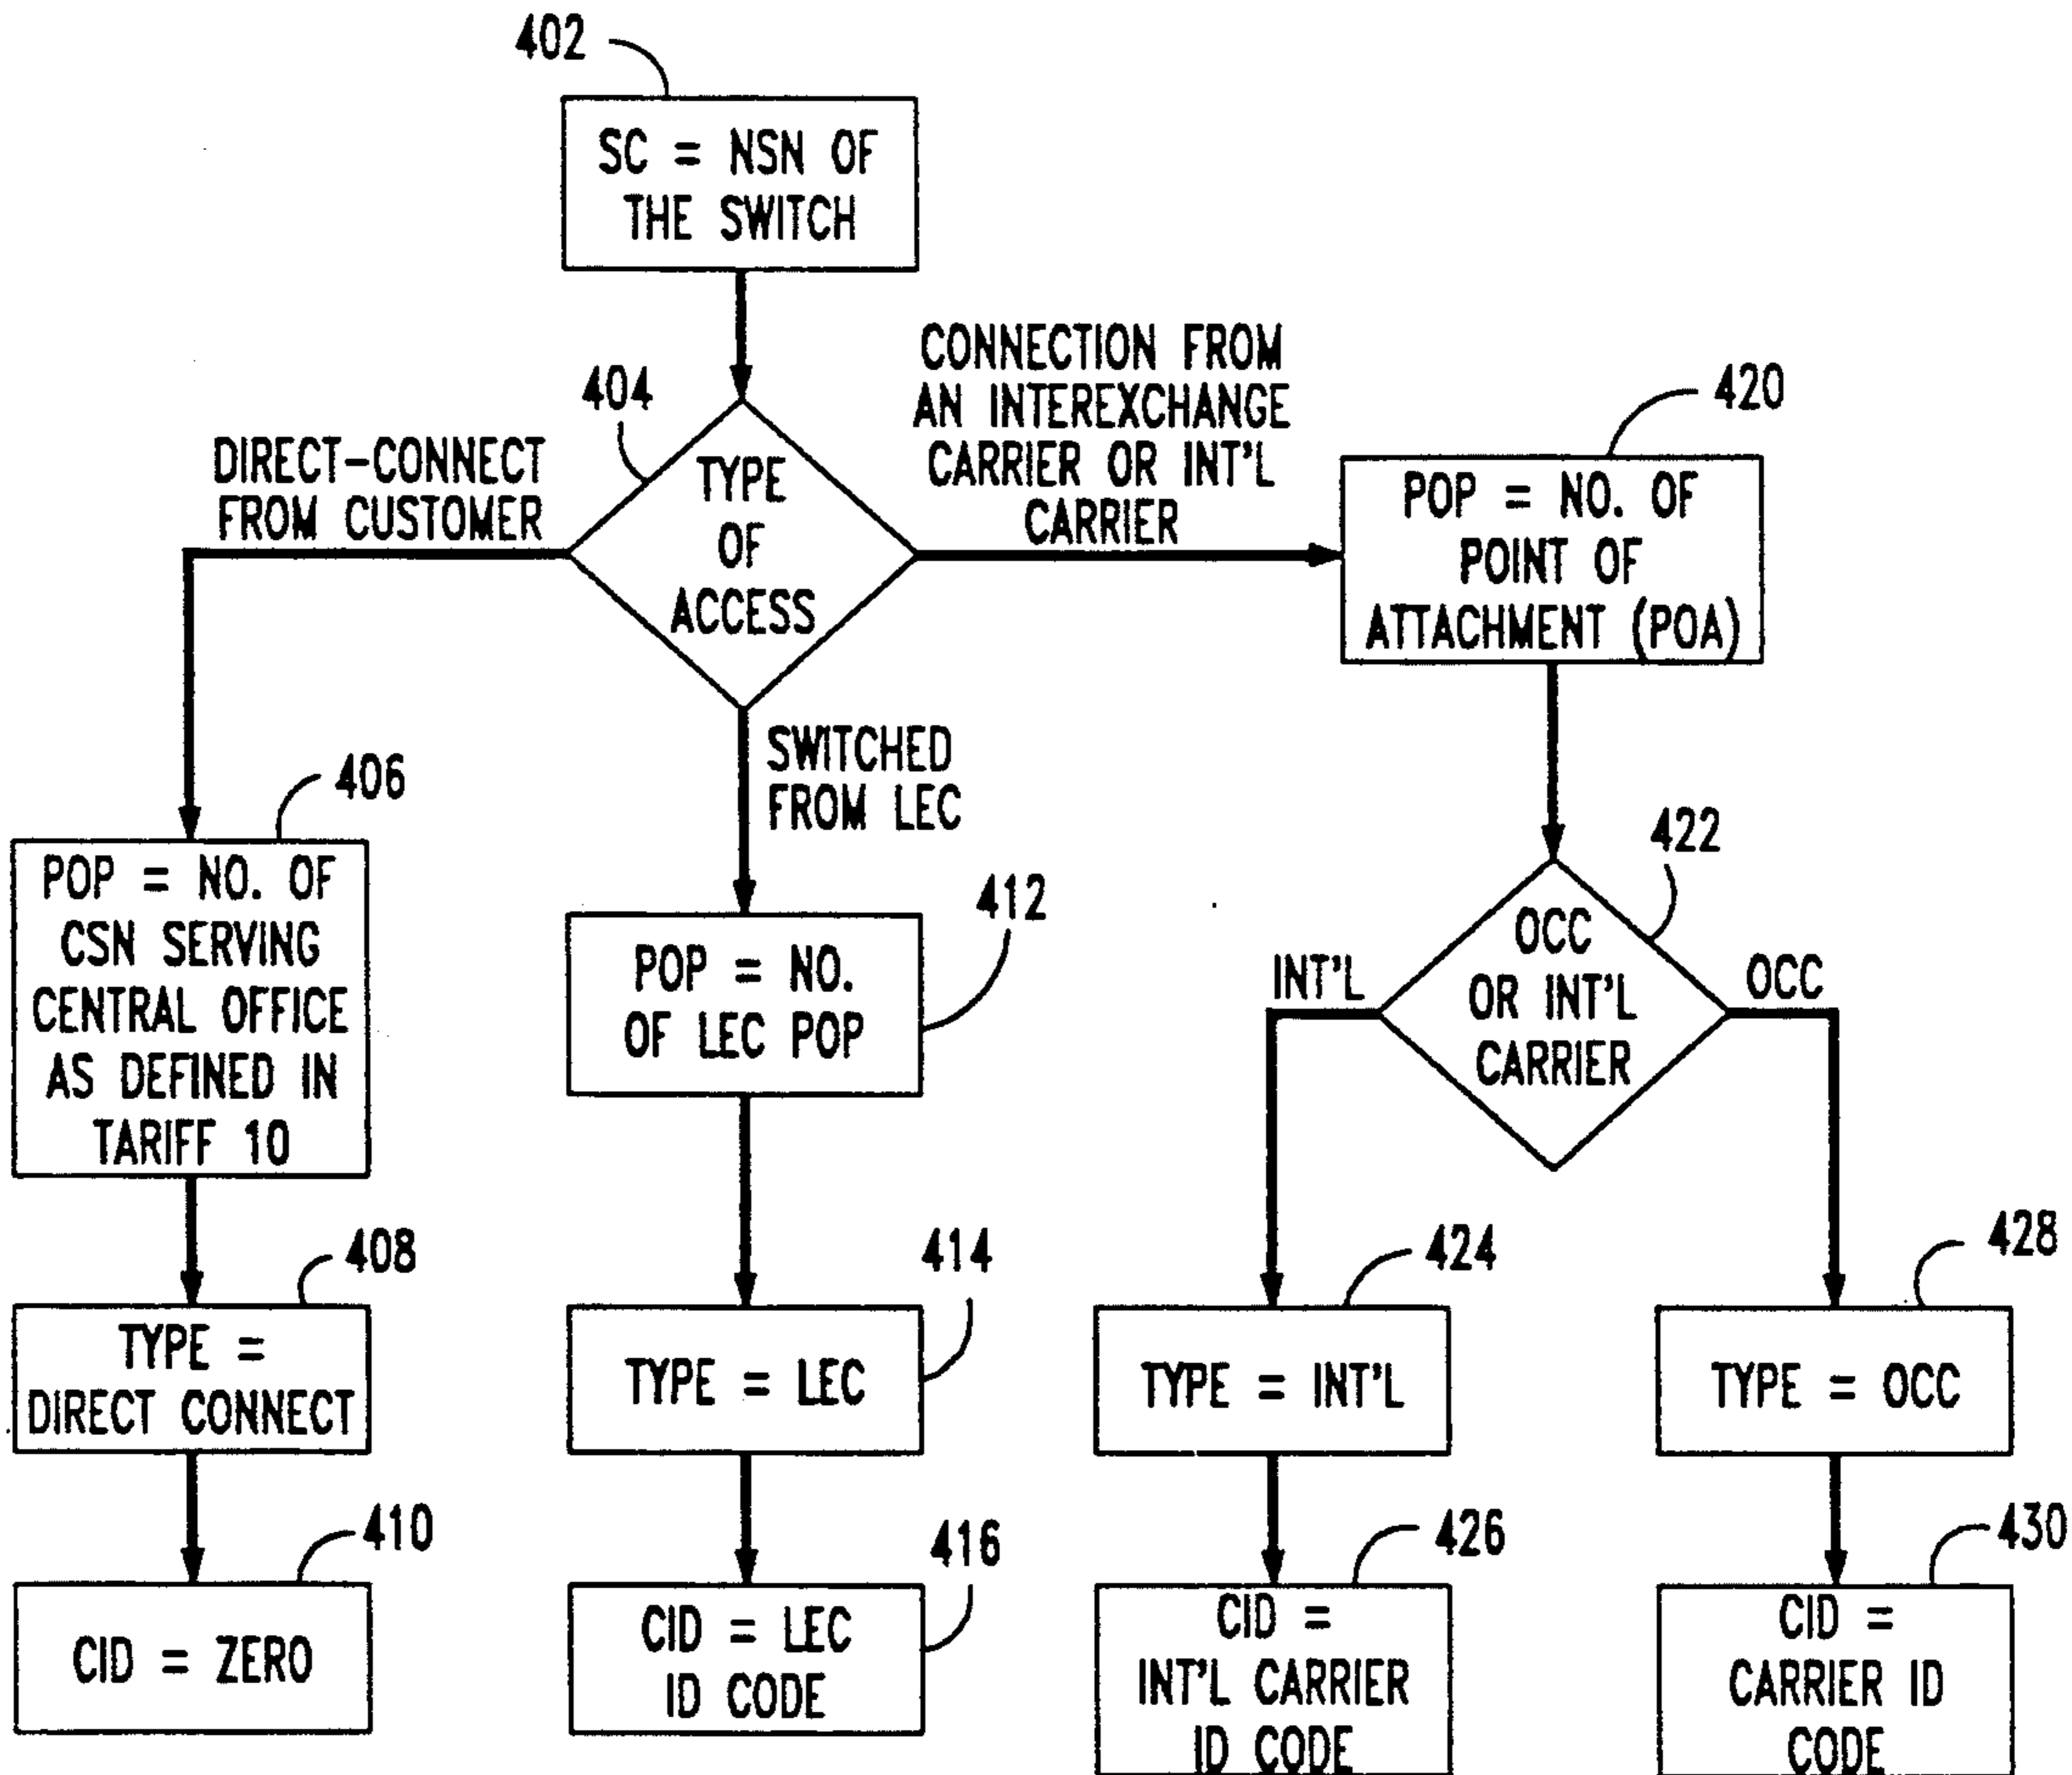 402
SC = NSN OF
THE SWITCH
404
TYPE
OF
ACCESS
DIRECT-CONNECT
FROM CUSTOMER
CONNECTION FROM
AN INTEREXCHANGE
CARRIER OR INT'L
CARRIER
420
POP = NO. OF
POINT OF
ATTACHMENT (POA)
SWITCHED
FROM LEC
406
POP = NO. OF
CSN SERVING
CENTRAL OFFICE
AS DEFINED IN
TARIFF 10
412
POP = NO.
OF LEC POP
422
OCC
OR INT'L
CARRIER
INT'L
OCC
408
TYPE =
DIRECT CONNECT
414
TYPE = LEC
424
TYPE = INT'L
428
TYPE = OCC
410
CID = ZERO
416
CID = LEC
ID CODE
426
CID =
INT'L CARRIER
ID CODE
430
CID =
CARRIER ID
CODE